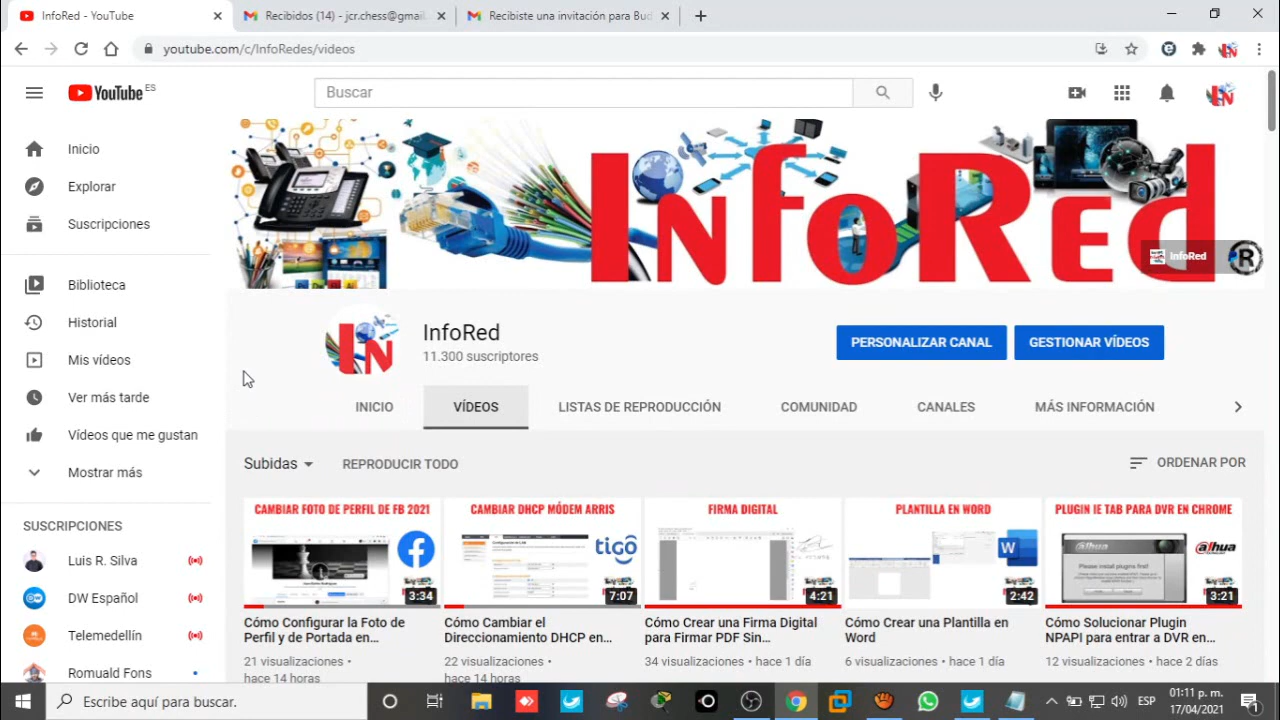 InfoRed - YouTube
Recibidos (14) - jcr.chess@gmail.
Recibiste una invitación para Bud
youtube.com/c/InfoRedes/videos
YouTube ES
Buscar
Inicio
Explorar
Suscripciones
Biblioteca
Historial
Mis vídeos
Ver más tarde
Vídeos que me gustan
Mostrar más
SUSCRIPCIONES
Luis R. Silva
DW Español
Telemedellín
Romuald Fons
InfoRed
InfoRed
R
IN
InfoRed
11.300 suscriptores
PERSONALIZAR CANAL
GESTIONAR VÍDEOS
INICIO
VÍDEOS
LISTAS DE REPRODUCCIÓN
COMUNIDAD
CANALES
MÁS INFORMACIÓN
Subidas
REPRODUCIR TODO
ORDENAR POR
CAMBIAR FOTO DE PERFIL DE FB 2021
3:34
Cómo Configurar la Foto de
Perfil y de Portada en...
21 visualizaciones •
hace 14 horas
CAMBIAR DHCP MÓDEM ARRIS
tigo
7:07
Cómo Cambiar el
Direccionamiento DHCP en...
22 visualizaciones •
hace 14 horas
FIRMA DIGITAL
4:21
Cómo Crear una Firma Digital
para Firmar PDF Sin...
34 visualizaciones • hace 1 día
PLANTILLA EN WORD
W
2:42
Cómo Crear una Plantilla en
Word
6 visualizaciones • hace 1 día
PLUGIN IE TAB PARA DVR EN CHROME
alhua
Please install plugins first!
3:21
Cómo Solucionar Plugin
NPAPI para entrar a DVR en...
12 visualizaciones • hace 2 días
Escribe aquí para buscar.
ESP
01:11 p. m.
17/04/2021
1